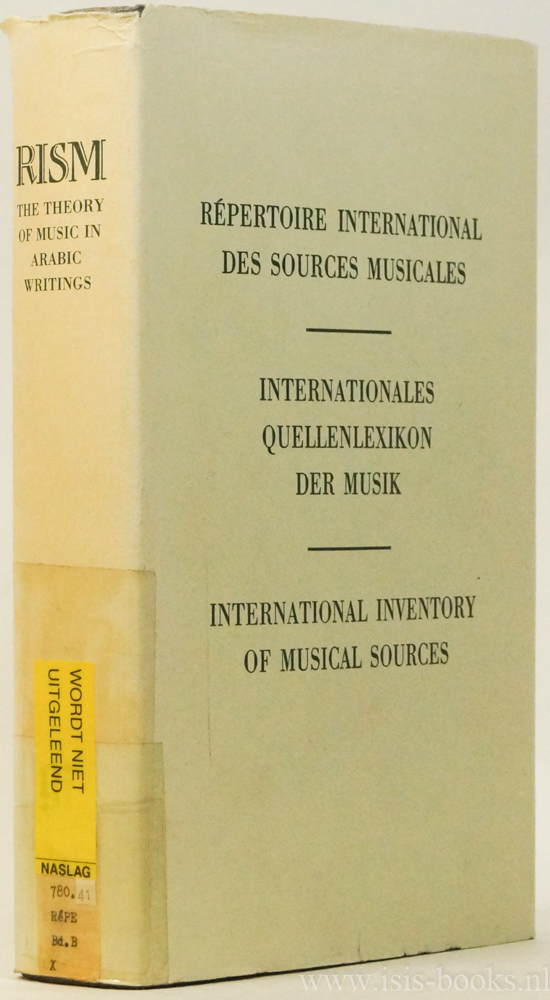 RISM
THE THEORY
OF MUSIC IN
ARABIC
WRITINGS
WORDT NIET
UITGELEEND
NASLAG
780.41
RéPE
Bd.B
X
RÉPERTOIRE INTERNATIONAL
DES SOURCES MUSICALES
INTERNATIONALES
QUELLENLEXIKON
DER MUSIK
INTERNATIONAL INVENTORY
OF MUSICAL SOURCES
www.isis-books.nl